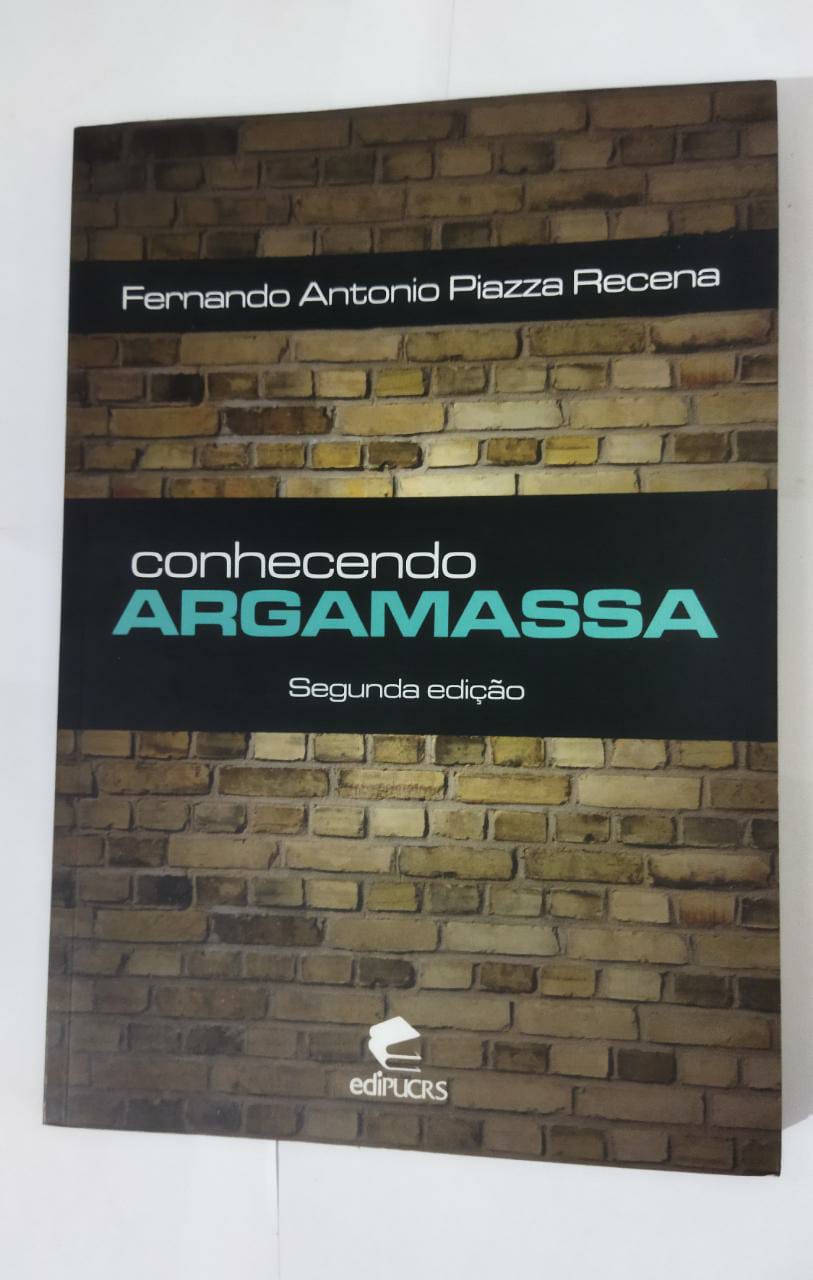 Fernando Antonio Piazza Recena
conhecendo
ARGAMASSA
Segunda edição
ediPUCRS